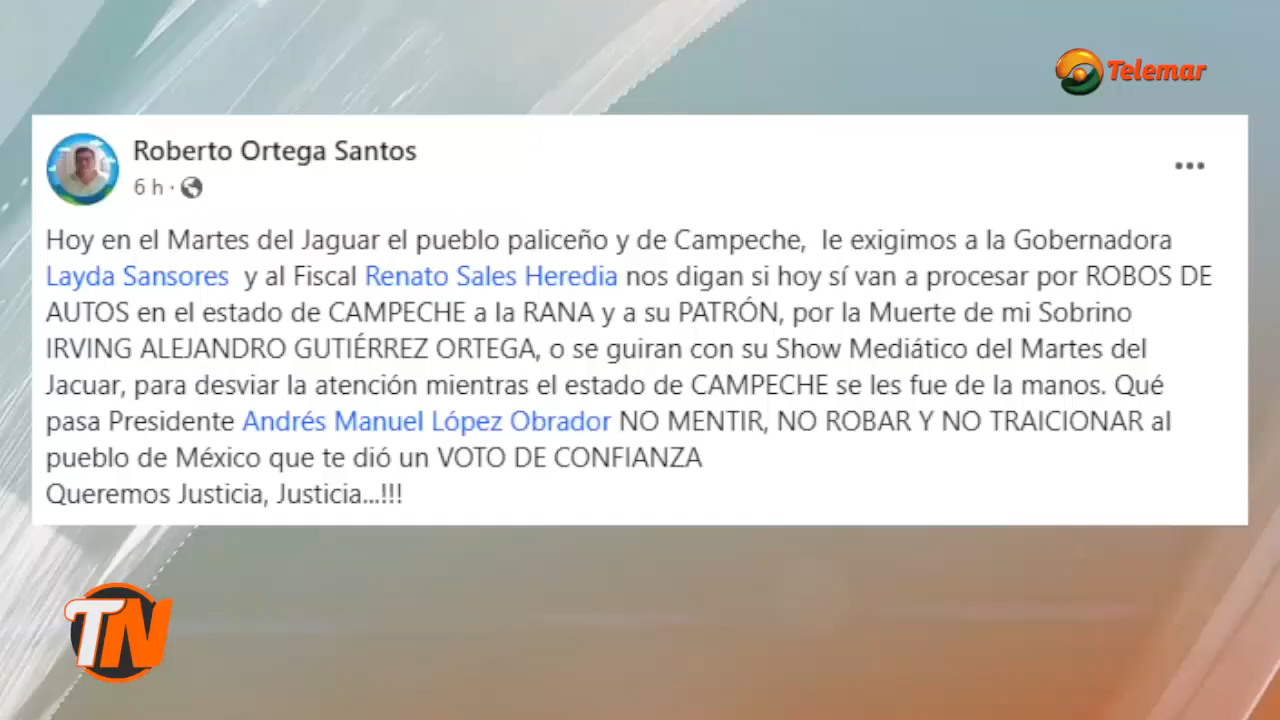 Telemar
Roberto Ortega Santos
6 h ·
Hoy en el Martes del Jaguar el pueblo paliceño y de Campeche, le exigimos a la Gobernadora
Layda Sansores y al Fiscal Renato Sales Heredia nos digan si hoy sí van a procesar por ROBOS DE
AUTOS en el estado de CAMPECHE a la RANA y a su PATRÓN, por la Muerte de mi Sobrino
IRVING ALEJANDRO GUTIÉRREZ ORTEGA, o se guiran con su Show Mediático del Martes del
Jacuar, para desviar la atención mientras el estado de CAMPECHE se les fue de la manos. Qué
pasa Presidente Andrés Manuel López Obrador NO MENTIR, NO ROBAR Y NO TRAICIONAR al
pueblo de México que te dió un VOTO DE CONFIANZA
Queremos Justicia, Justicia...!!!
TN